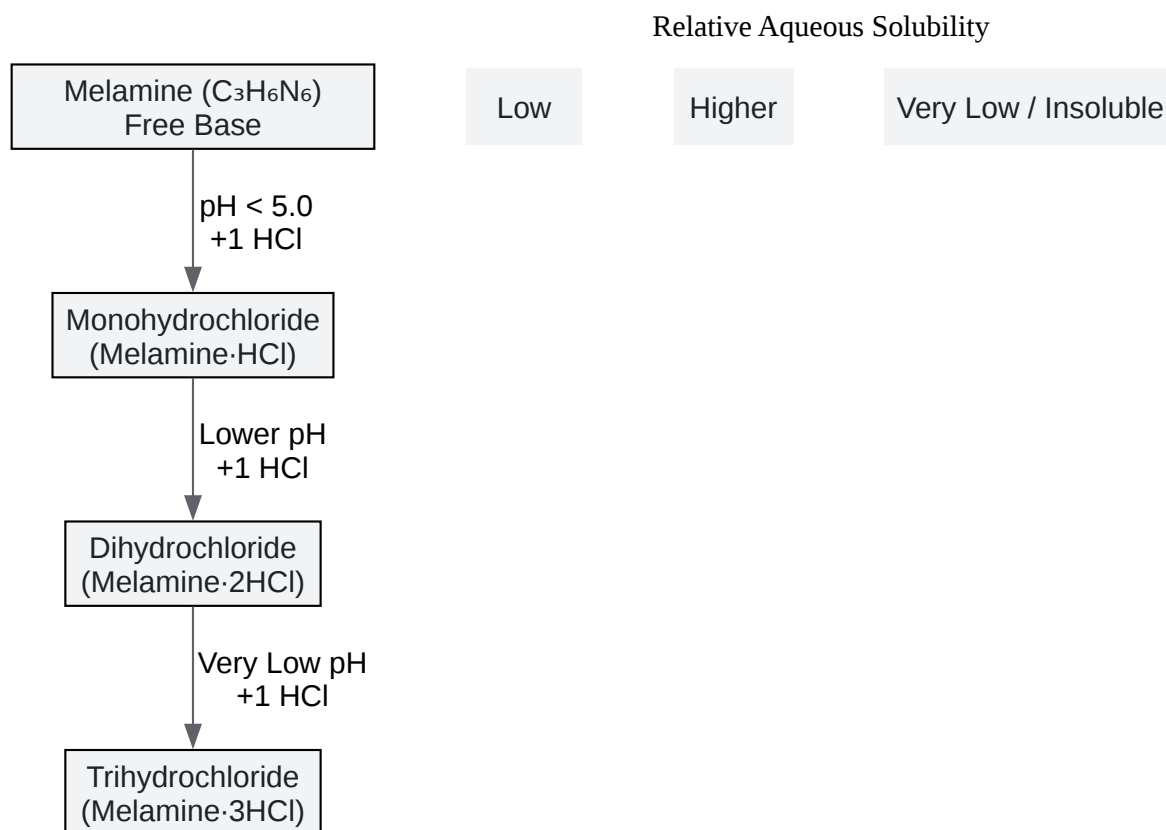 Relative Aqueous Solubility
Melamine (C₃H₆N₆)
Free Base
Low
Higher
Very Low / Insoluble
pH < 5.0
+1 HCl
Monohydrochloride
(Melamine·HCl)
Lower pH
+1 HCl
Dihydrochloride
(Melamine·2HCl)
Very Low pH
+1 HCl
Trihydrochloride
(Melamine·3HCl)